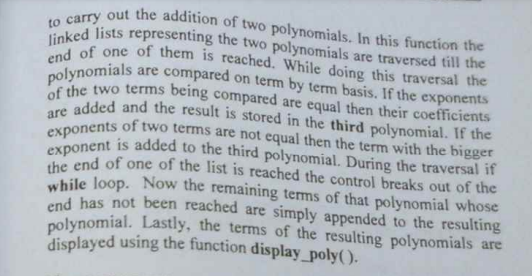 to carry out the addition of two polynomials. In this function the
linked lists representing the two polynomials are traversed till the
end of one of them is reached. While doing this traversal the
polynomials are compared on term by term basis. If the exponents
of the two terms being compared are equal then their coefficients
are added and the result is stored in the third polynomial. If the
exponents of two terms are not equal then the term with the bigger
exponent is added to the third polynomial. During the traversal if
the end of one of the list is reached the control breaks out of the
while loop. Now the remaining terms of that polynomial whose
end has not been reached are simply appended to the resulting
polynomial. Lastly, the terms of the resulting polynomials are
displayed using the function display_poly( ).